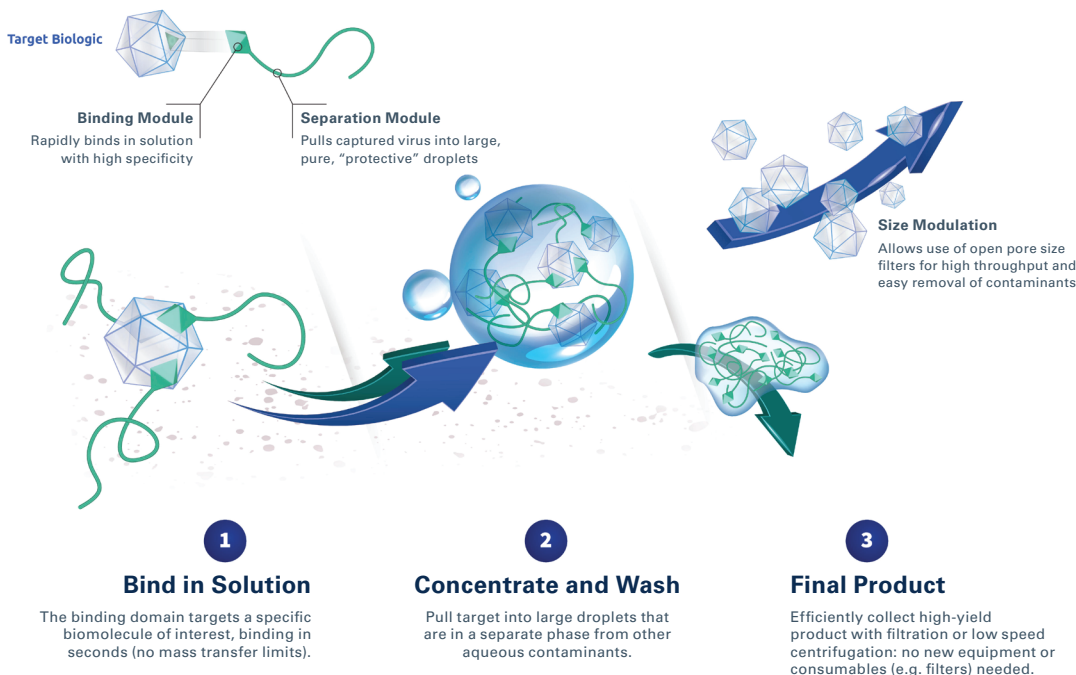 Target Biologic
Binding Module
Rapidly binds in solution
with high specificity
Separation Module
Pulls captured virus into large,
pure, “protective” droplets
Size Modulation
Allows use of open pore size
filters for high throughput and
easy removal of contaminants
1
Bind in Solution
The binding domain targets a specific
biomolecule of interest, binding in
seconds (no mass transfer limits).
2
Concentrate and Wash
Pull target into large droplets that
are in a separate phase from other
aqueous contaminants.
3
Final Product
Efficiently collect high-yield
product with filtration or low speed
centrifugation: no new equipment or
consumables (e.g. filters) needed.